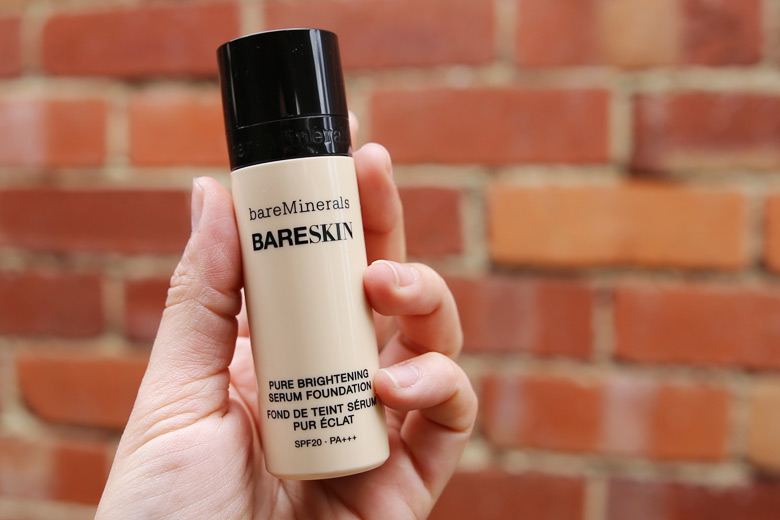 bareMinerals
BARESKIN
PURE BRIGHTENING
SERUM FOUNDATION
FOND DE TEINT SÉRUM
PUR ÉCLAT
SPF20 · PA+++